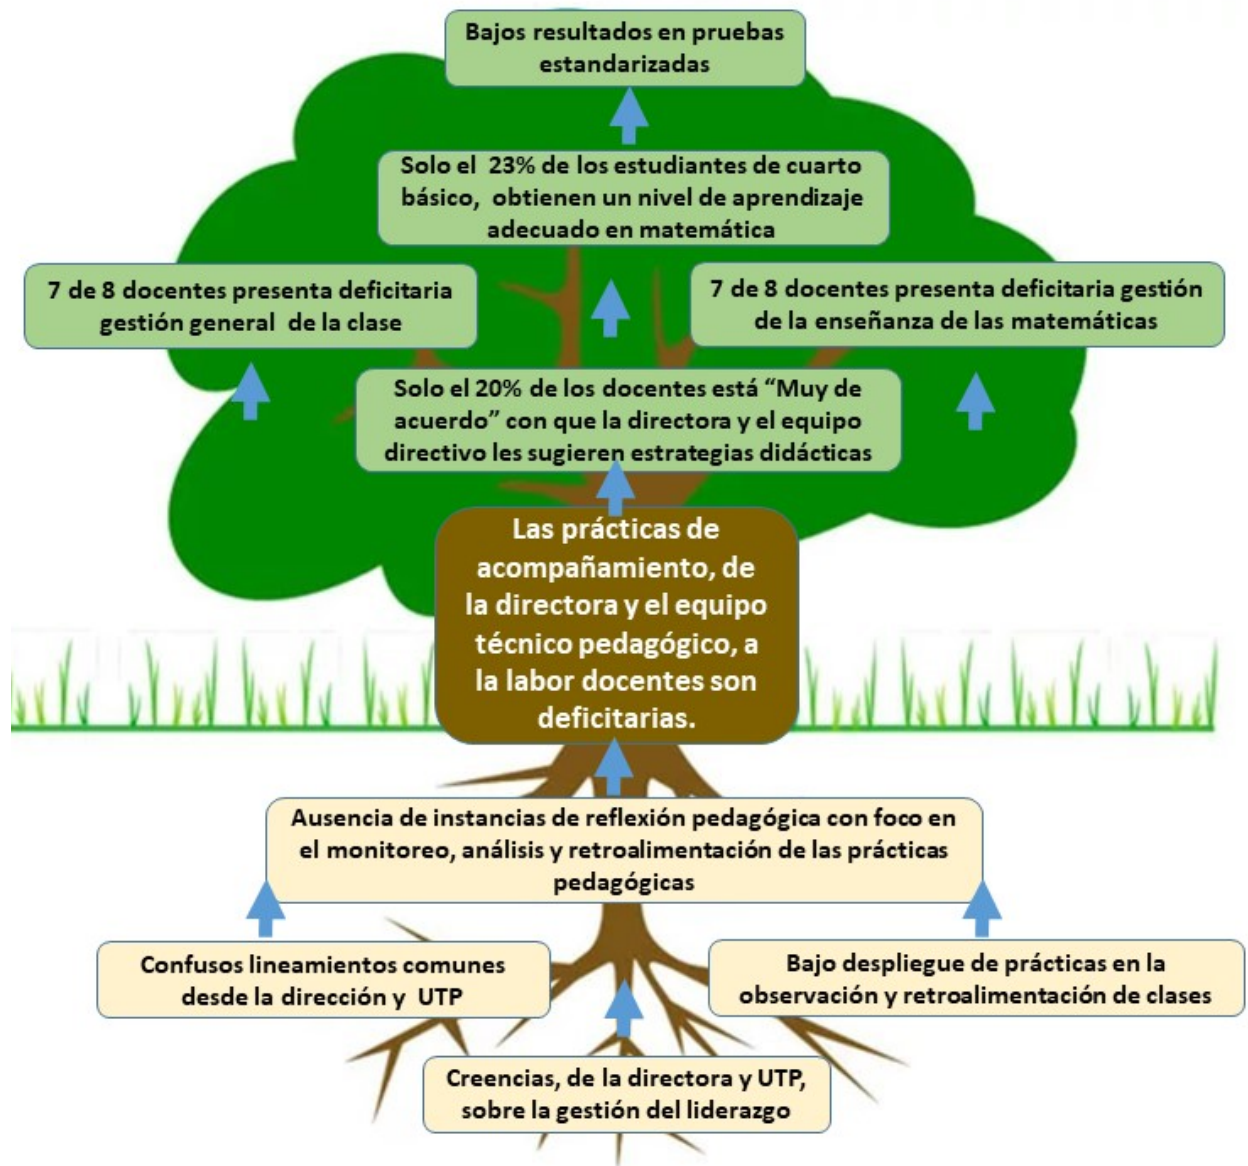 Bajos resultados en pruebas
estandarizadas
Solo el 23% de los estudiantes de cuarto
básico, obtienen un nivel de aprendizaje
adecuado en matemática
7 de 8 docentes presenta deficitaria
gestión general de la clase
7 de 8 docentes presenta deficitaria gestión
de la enseñanza de las matemáticas
Solo el 20% de los docentes está “Muy de
acuerdo” con que la directora y el equipo
directivo les sugieren estrategias didácticas
Las prácticas de
acompañamiento, de
la directora y el equipo
técnico pedagógico, a
la labor docentes son
deficitarias.
Ausencia de instancias de reflexión pedagógica con foco en
el monitoreo, análisis y retroalimentación de las prácticas
pedagógicas
Confusos lineamientos comunes
desde la dirección y UTP
Bajo despliegue de prácticas en la
observación y retroalimentación de clases
Creencias, de la directora y UTP,
sobre la gestión del liderazgo